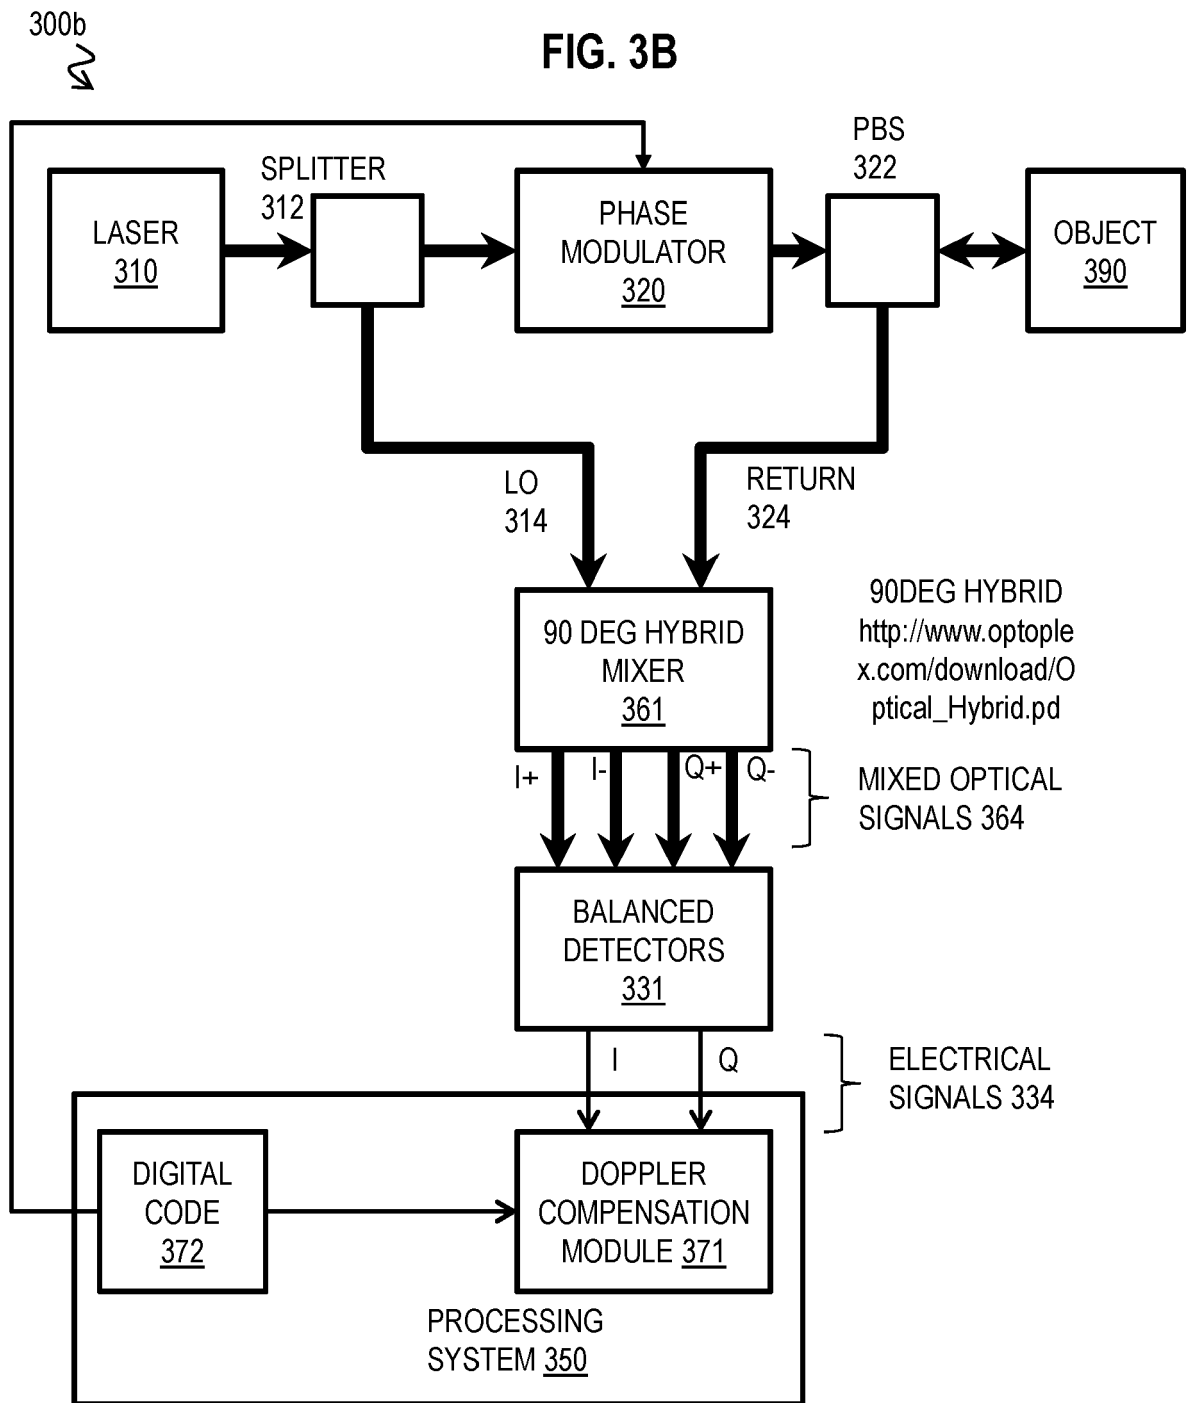 300b
FIG. 3B
PBS
322
SPLITTER
312
LASER
310
PHASE
MODULATOR
320
OBJECT
390
LO
314
RETURN
324
90 DEG HYBRID
MIXER
361
90DEG HYBRID
http://www.optople
x.com/download/O
ptical_Hybrid.pd
I+
I-
Q+
Q-
MIXED OPTICAL
SIGNALS 364
BALANCED
DETECTORS
331
I
Q
ELECTRICAL
SIGNALS 334
DIGITAL
CODE
372
DOPPLER
COMPENSATION
MODULE 371
PROCESSING
SYSTEM 350